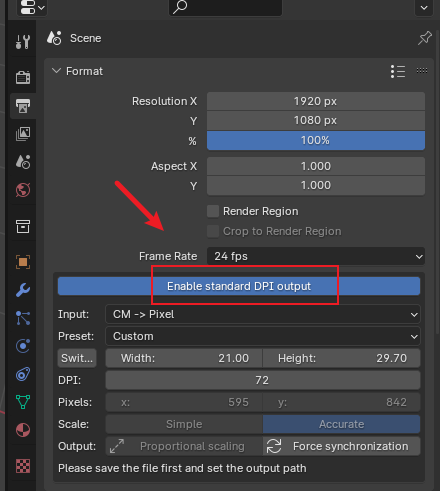 Scene
Format
Resolution X 1920 px
Y 1080 px
% 100%
Aspect X 1.000
Y 1.000
Render Region
Crop to Render Region
Frame Rate 24 fps
Enable standard DPI output
Input: CM -> Pixel
Preset: Custom
Swit... Width: 21.00 Height: 29.70
DPI: 72
Pixels: x: 595 y: 842
Scale: Simple Accurate
Output: Proportional scaling Force synchronization
Please save the file first and set the output path